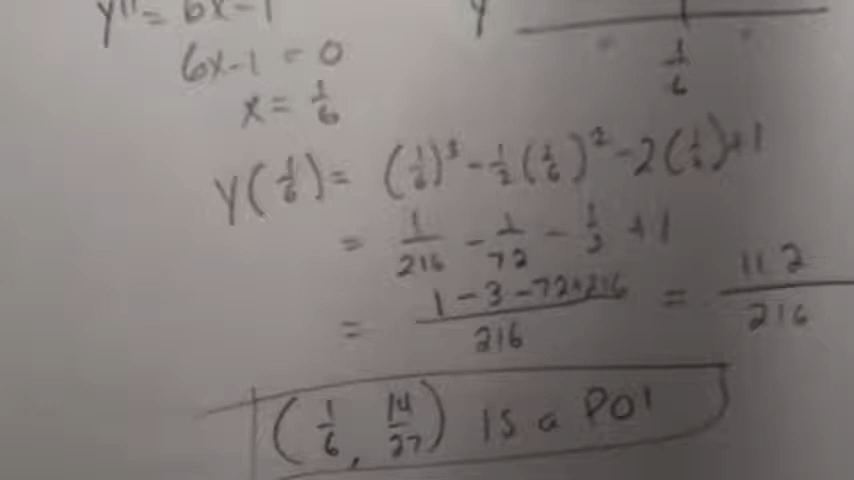 y'' = 6x-1
y
6x-1 = 0
1/6
x = 1/6
y(1/6) = (1/6)³ - 1/2(1/6)² - 2(1/6)+1
= 1/216 - 1/72 - 1/3 + 1
= (1-3-72+216)/216 = 112/216
(1/6, 14/27) is a POI